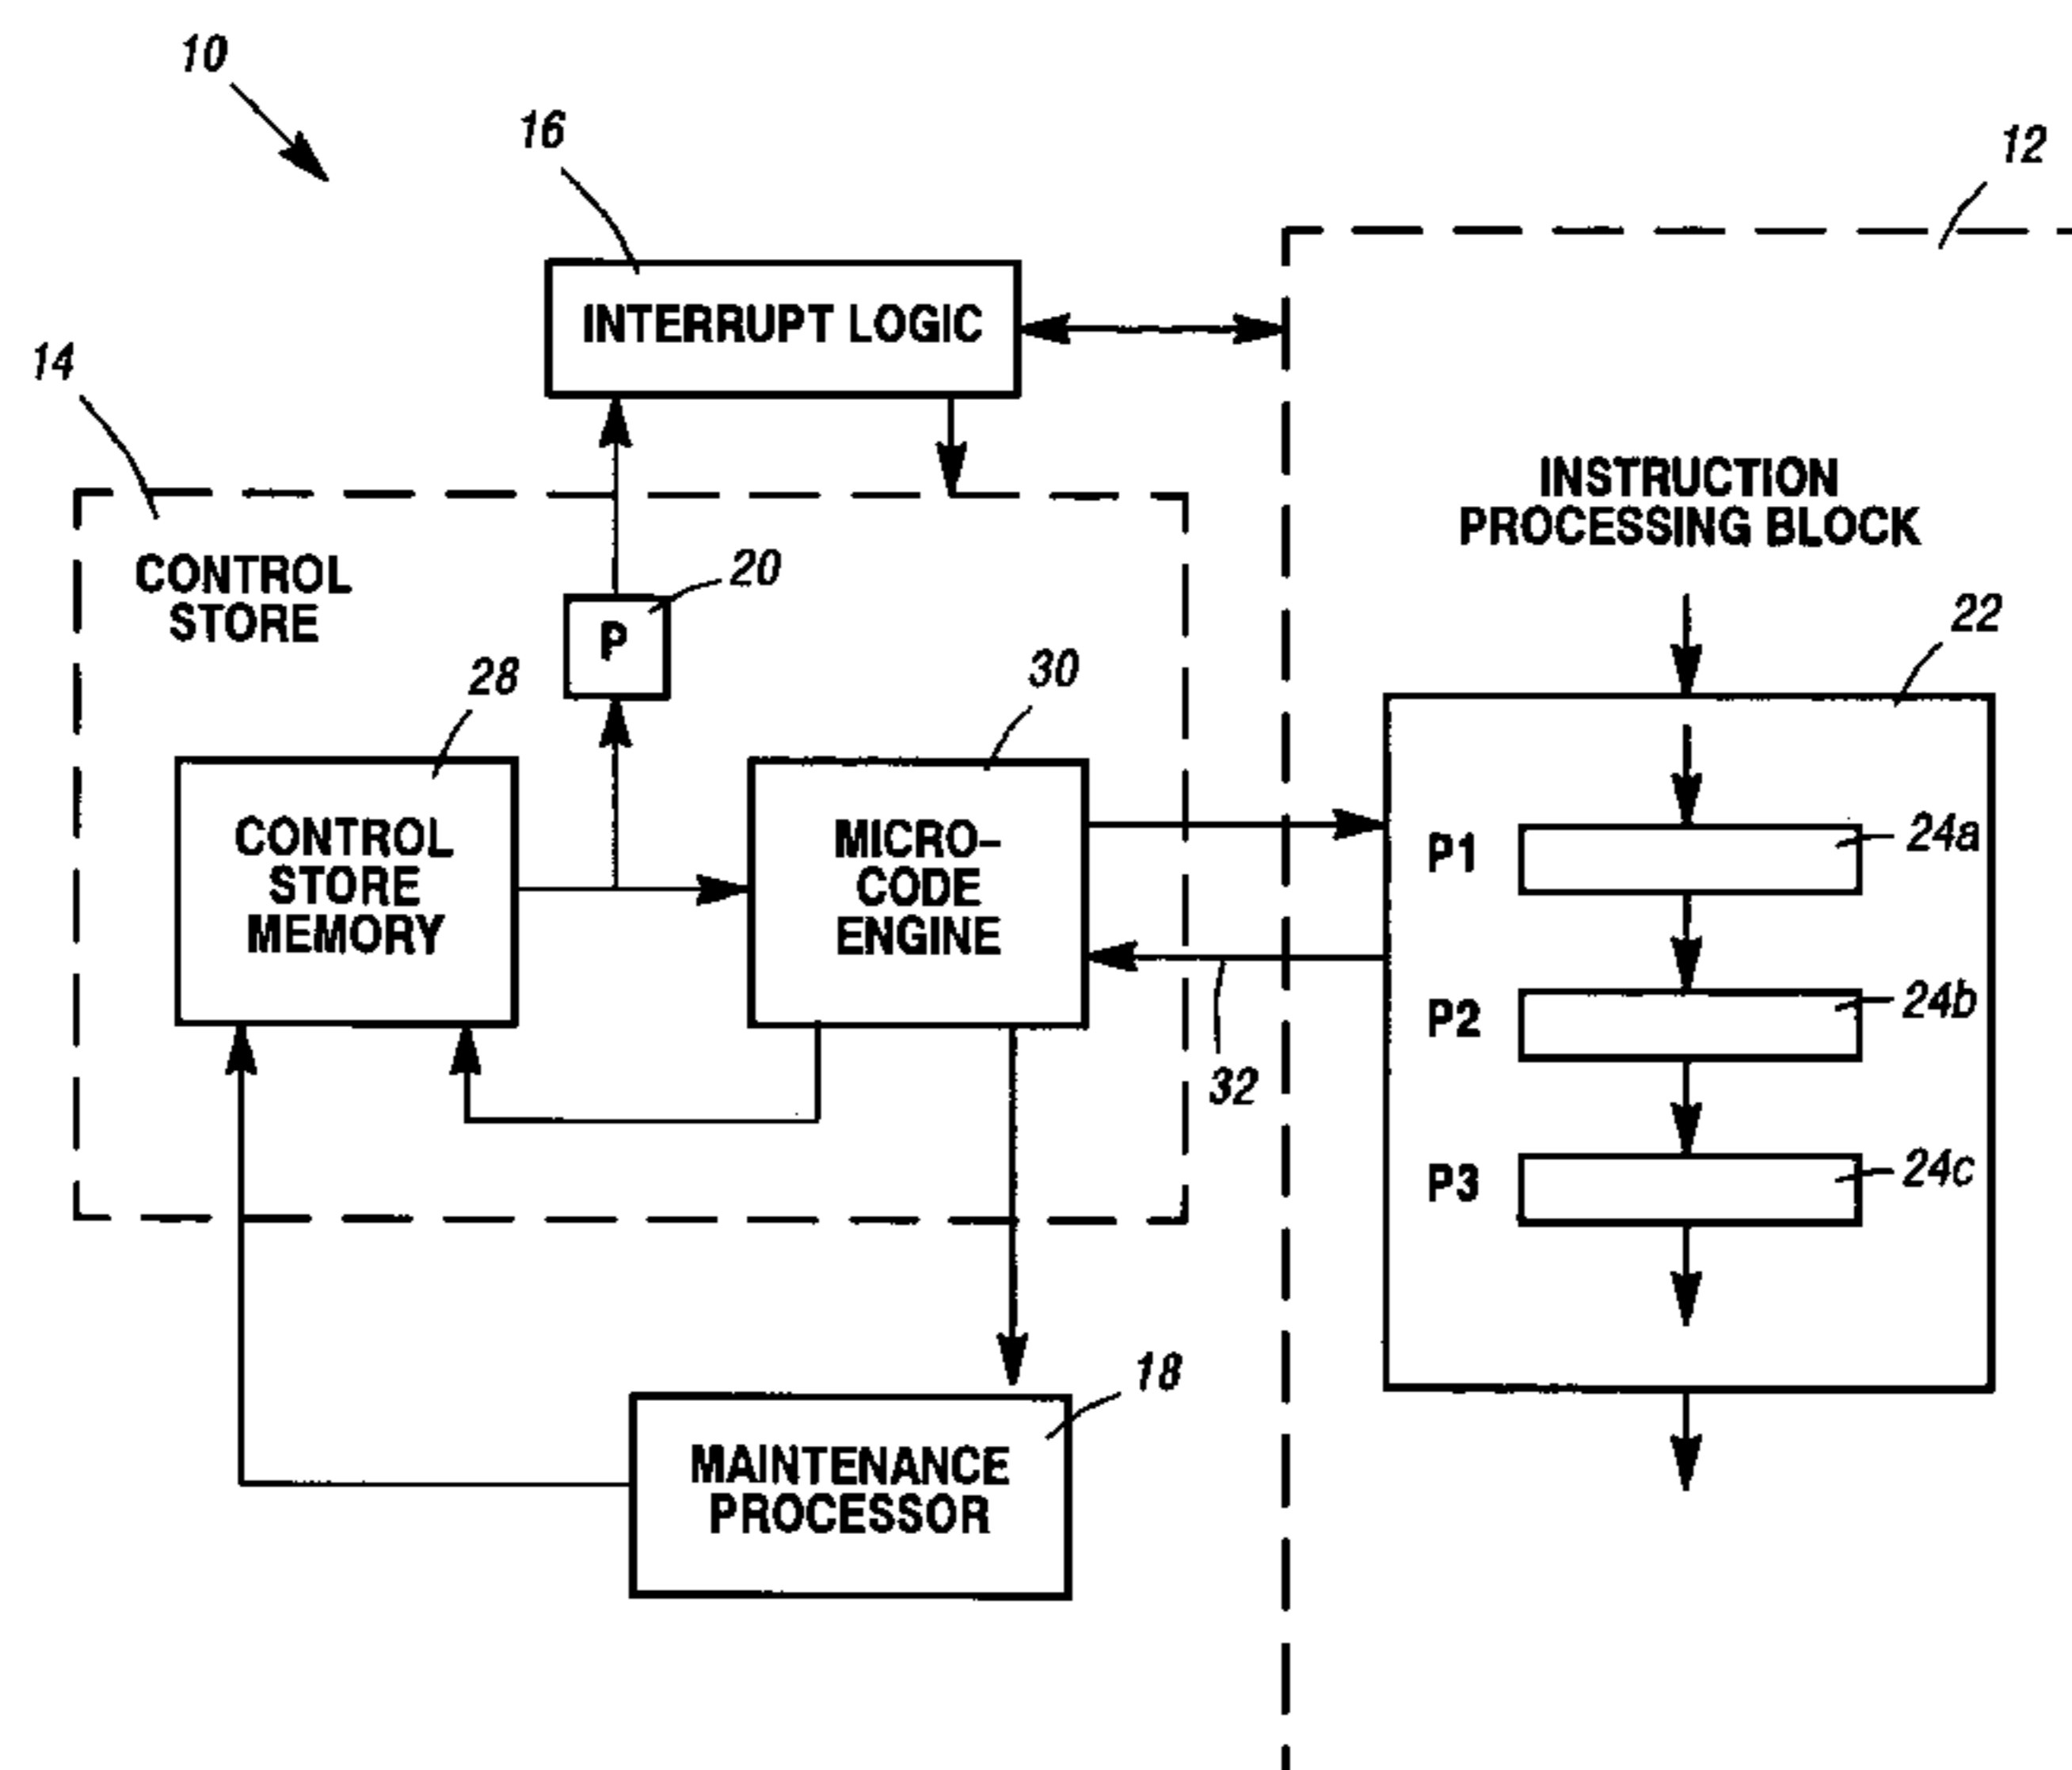 10
16
12
INTERRUPT LOGIC
14
INSTRUCTION
PROCESSING BLOCK
CONTROL
STORE
20
P
22
28
30
CONTROL
STORE
MEMORY
MICRO-
CODE
ENGINE
P1
24a
P2
24b
32
P3
24c
18
MAINTENANCE
PROCESSOR